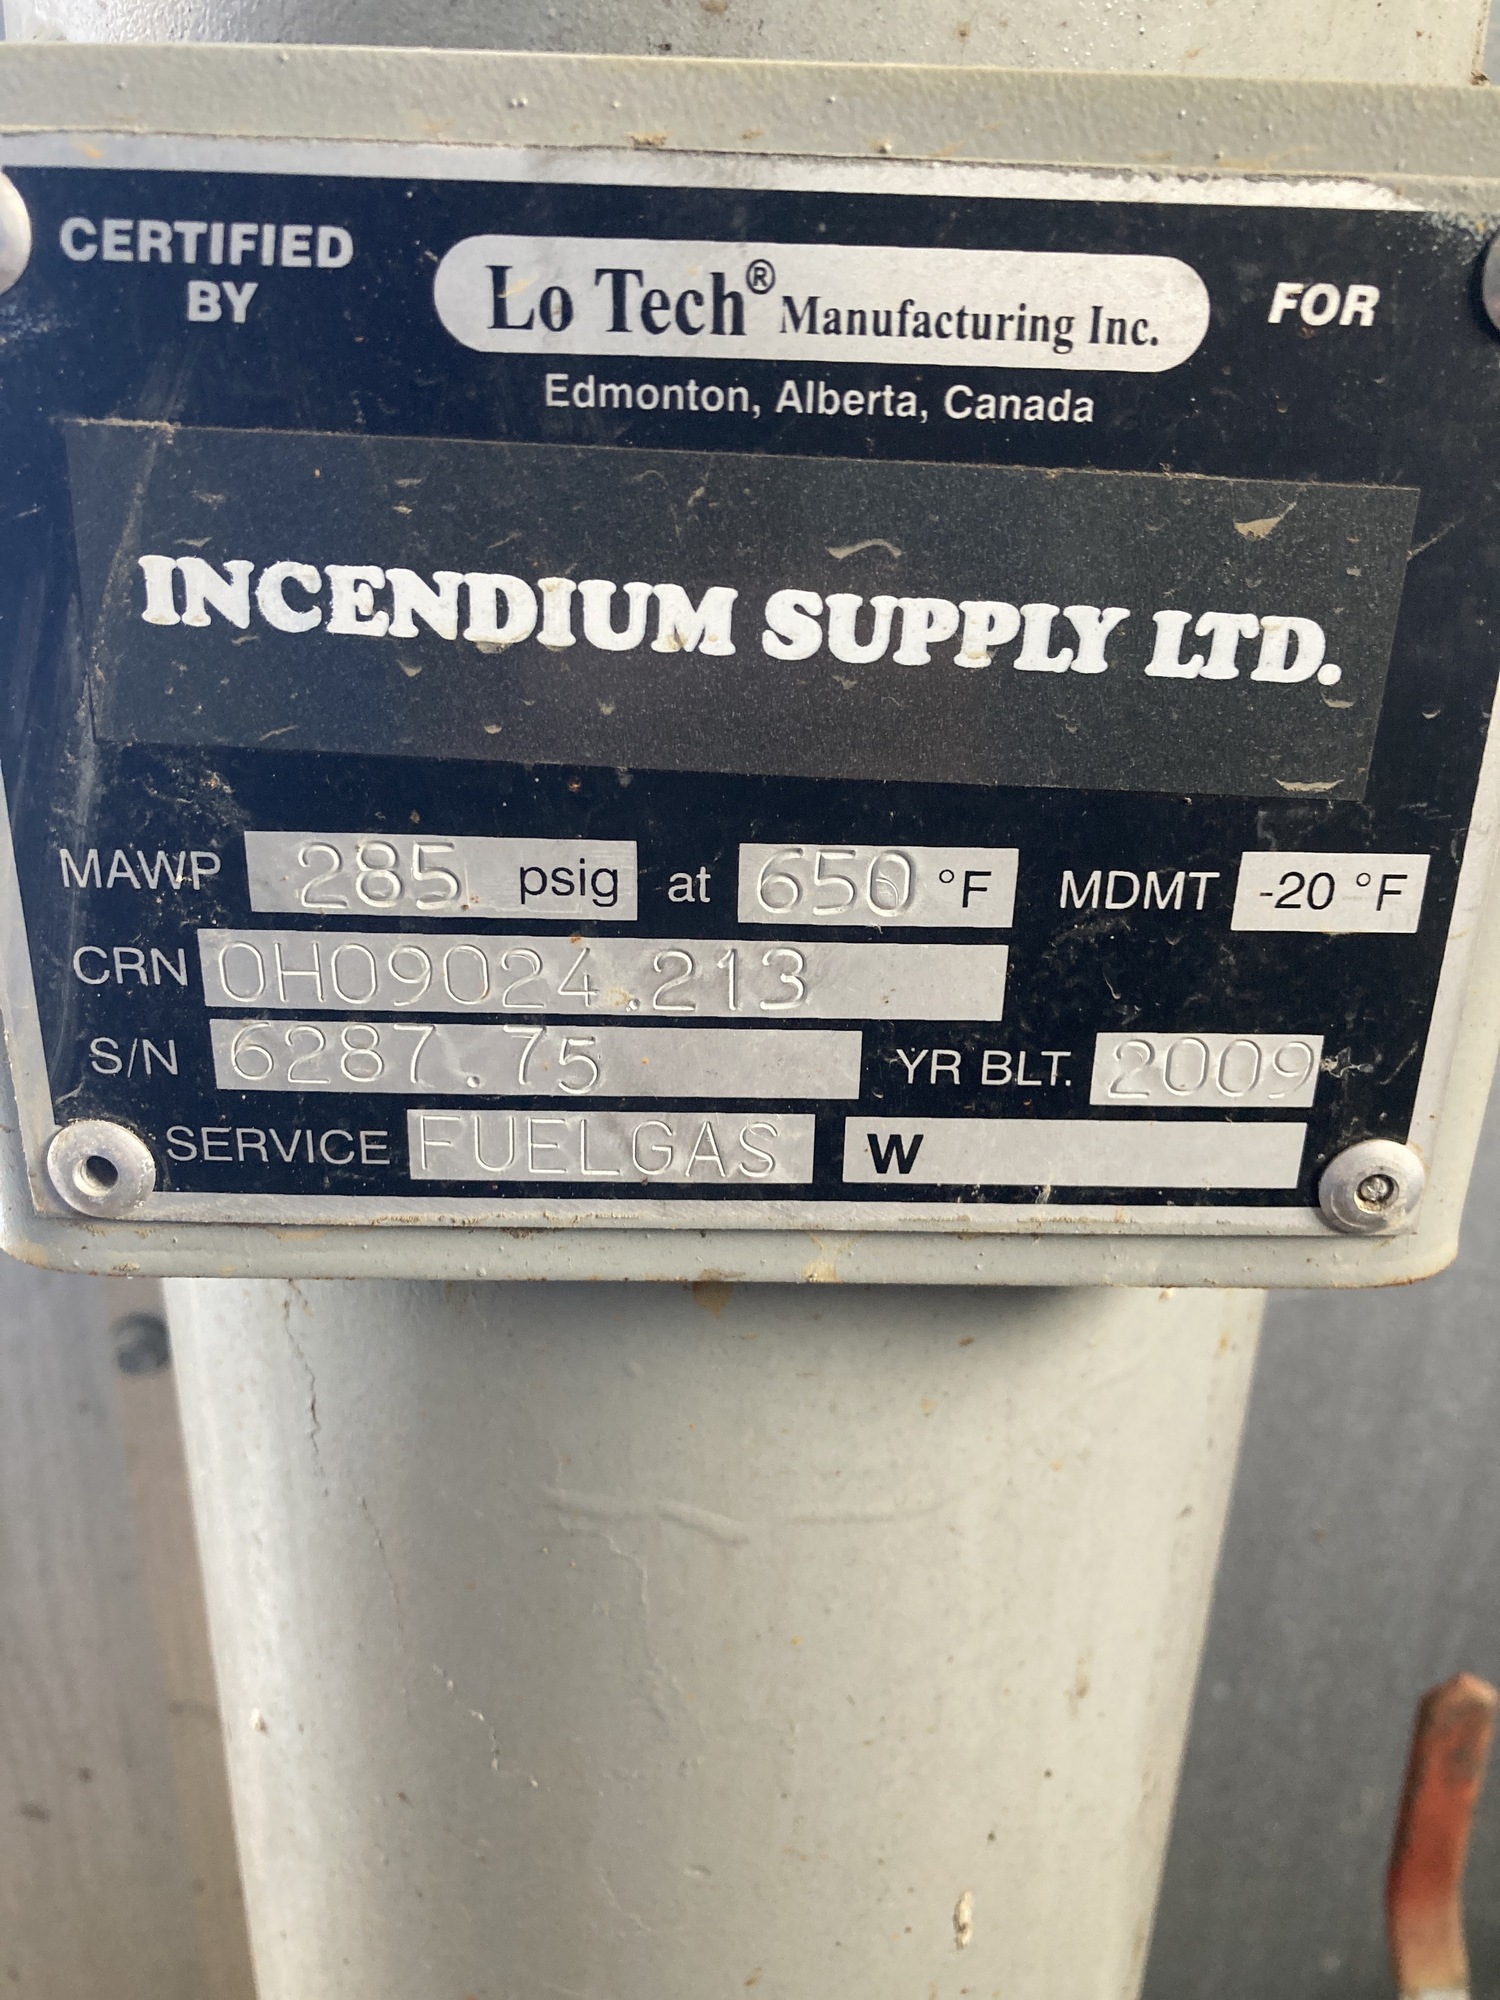 CERTIFIED BY
Lo Tech® Manufacturing Inc.
FOR
Edmonton, Alberta, Canada
INCENDIUM SUPPLY LTD.
MAWP 285 psig at 650 °F MDMT -20 °F
CRN 0H09024.213
S/N 6287.75 YR BLT. 2009
SERVICE FUELGAS W